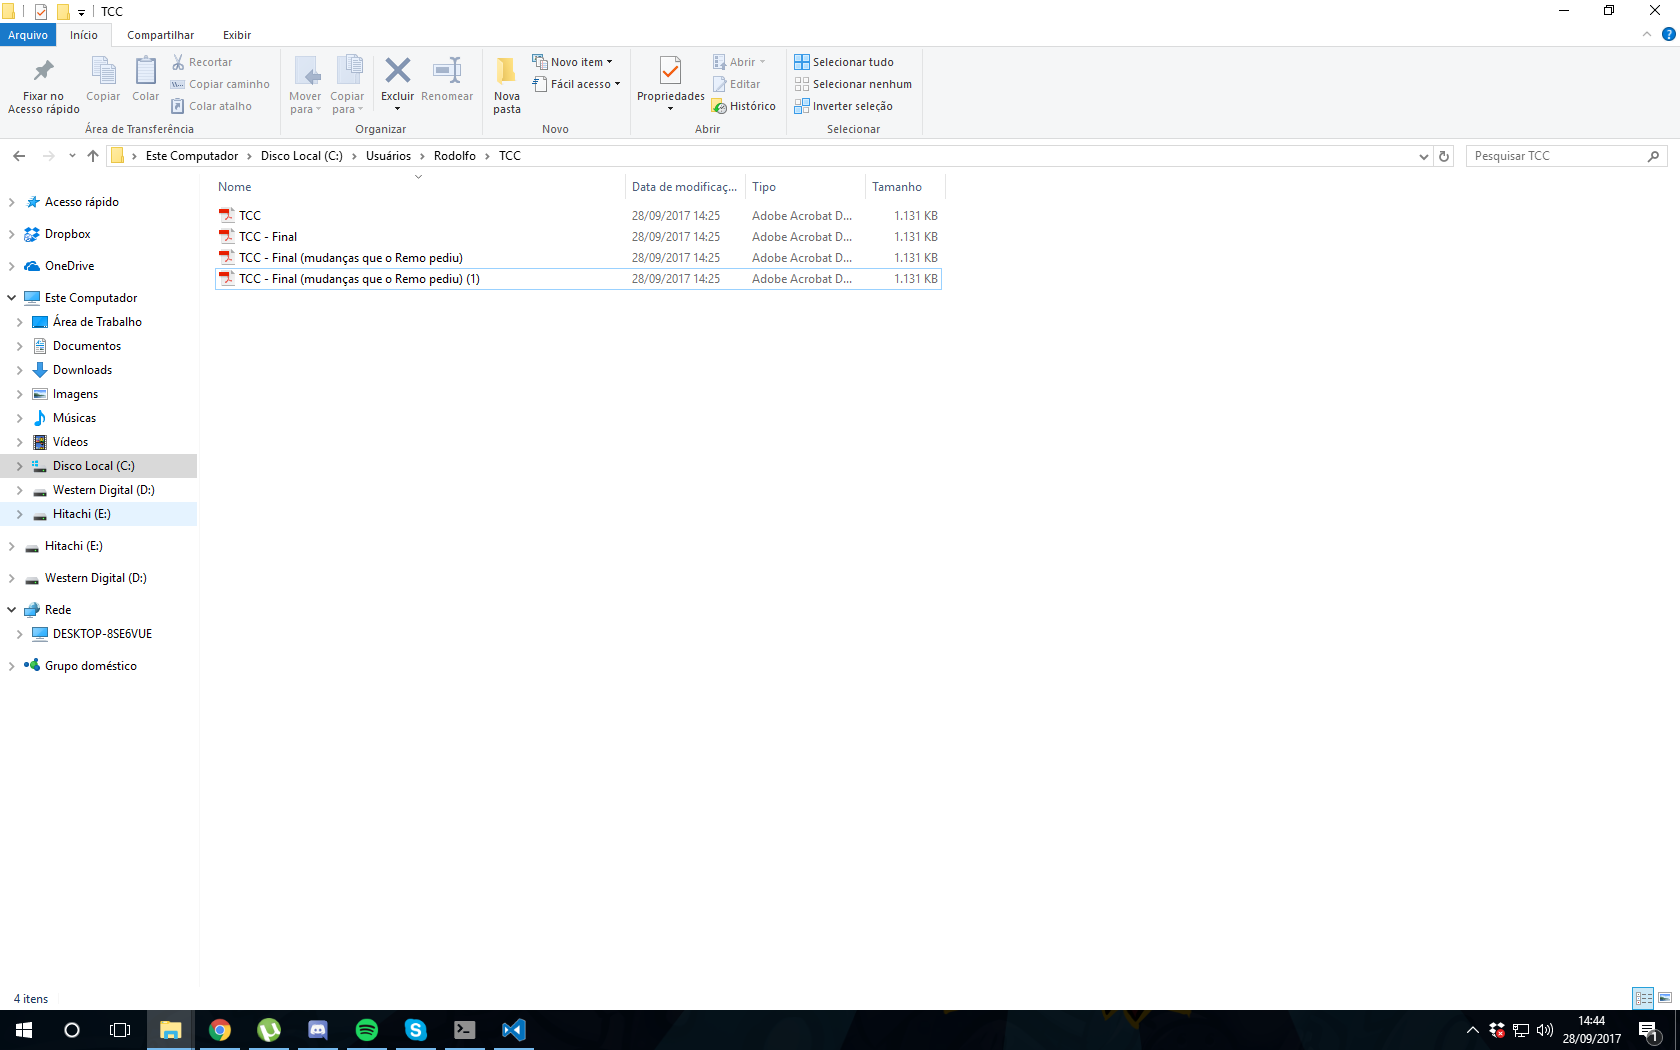 TCC
Arquivo Início Compartilhar Exibir
Fixar no Acesso rápido
Copiar
Colar
Recortar
Copiar caminho
Colar atalho
Área de Transferência
Mover para
Copiar para
Excluir
Renomear
Organizar
Nova pasta
Novo item
Fácil acesso
Novo
Propriedades
Abrir
Editar
Histórico
Abrir
Selecionar tudo
Selecionar nenhum
Inverter seleção
Selecionar
Este Computador Disco Local (C:) Usuários Rodolfo TCC
Pesquisar TCC
Nome Data de modificaç... Tipo Tamanho
TCC 28/09/2017 14:25 Adobe Acrobat D... 1.131 KB
TCC - Final 28/09/2017 14:25 Adobe Acrobat D... 1.131 KB
TCC - Final (mudanças que o Remo pediu) 28/09/2017 14:25 Adobe Acrobat D... 1.131 KB
TCC - Final (mudanças que o Remo pediu) (1) 28/09/2017 14:25 Adobe Acrobat D... 1.131 KB
Acesso rápido
Dropbox
OneDrive
Este Computador
Área de Trabalho
Documentos
Downloads
Imagens
Músicas
Vídeos
Disco Local (C:)
Western Digital (D:)
Hitachi (E:)
Hitachi (E:)
Western Digital (D:)
Rede
DESKTOP-8SE6VUE
Grupo doméstico
4 itens
14:44
28/09/2017
1